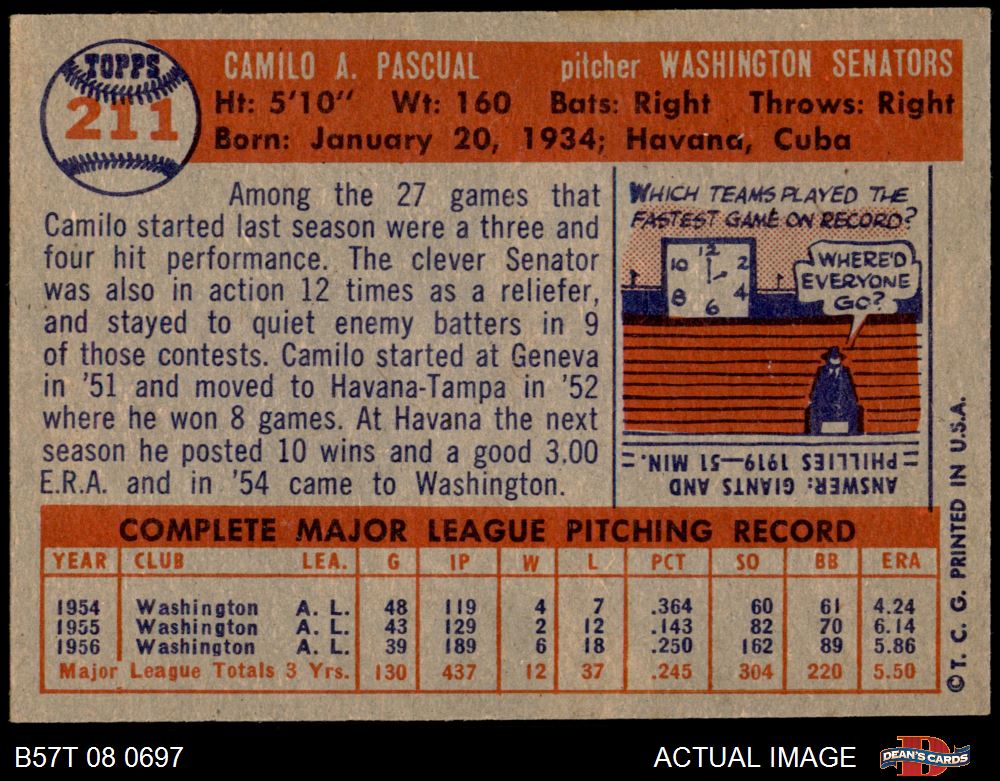 TOPPS
211
CAMILO A. PASCUAL pitcher WASHINGTON SENATORS
Ht: 5'10" Wt: 160 Bats: Right Throws: Right
Born: January 20, 1934; Havana, Cuba
Among the 27 games that
Camilo started last season were a three and
four hit performance. The clever Senator
was also in action 12 times as a reliefer,
and stayed to quiet enemy batters in 9
of those contests. Camilo started at Geneva
in '51 and moved to Havana-Tampa in '52
where he won 8 games. At Havana the next
season he posted 10 wins and a good 3.00
E.R.A. and in '54 came to Washington.
WHICH TEAMS PLAYED THE
FASTEST GAME ON RECORD?
12
10 2
8 4
6
WHERE'D
EVERYONE
GO?
ANSWER: GIANTS AND
PHILLIES 1919—51 MIN.
COMPLETE MAJOR LEAGUE PITCHING RECORD
YEAR CLUB LEA. G IP W L PCT SO BB ERA
1954 Washington A. L. 48 119 4 7 .364 60 61 4.24
1955 Washington A. L. 43 129 2 12 .143 82 70 6.14
1956 Washington A. L. 39 189 6 18 .250 162 89 5.86
Major League Totals 3 Yrs. 130 437 12 37 .245 304 220 5.50
© T. C. G. PRINTED IN U.S.A.
B57T 08 0697
ACTUAL IMAGE
DEAN'S CARDS